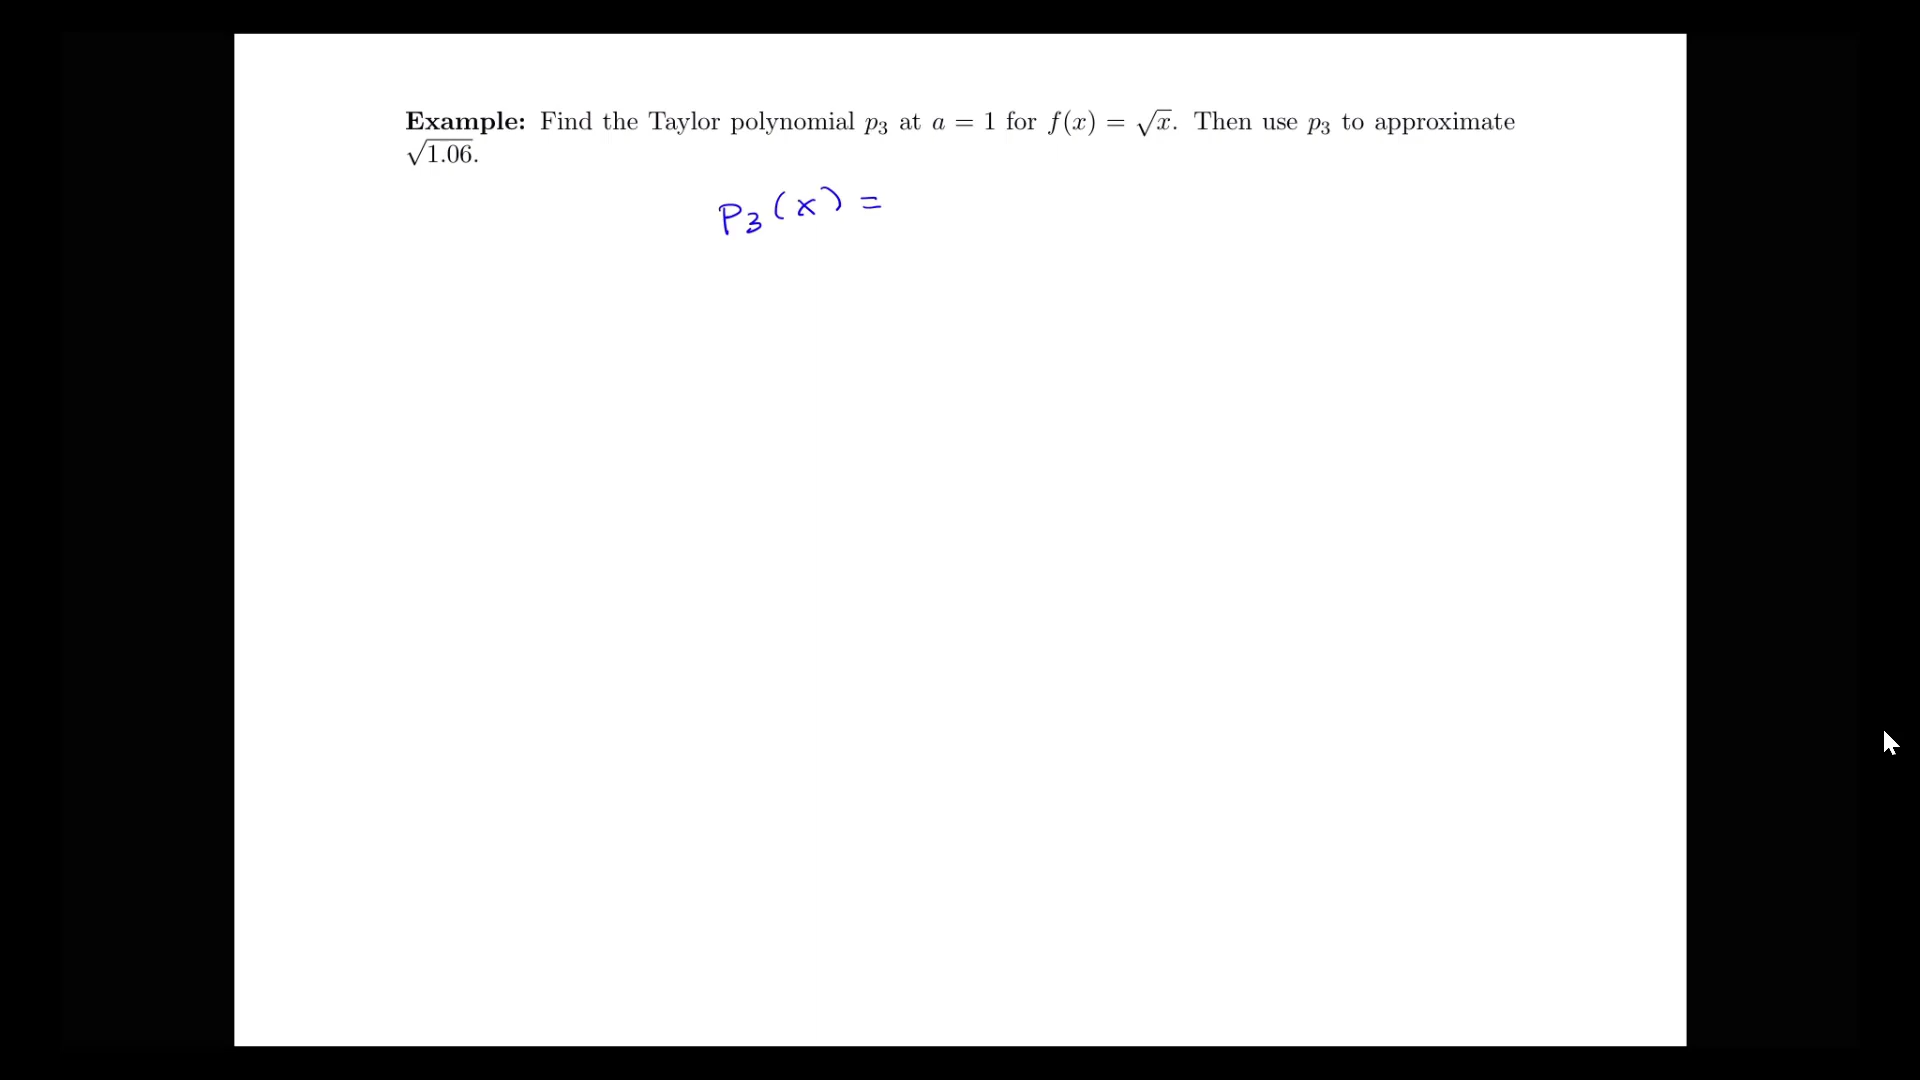 Example: Find the Taylor polynomial p₃ at a = 1 for f(x) = √x. Then use p₃ to approximate
√1.06.
P₃(x) =